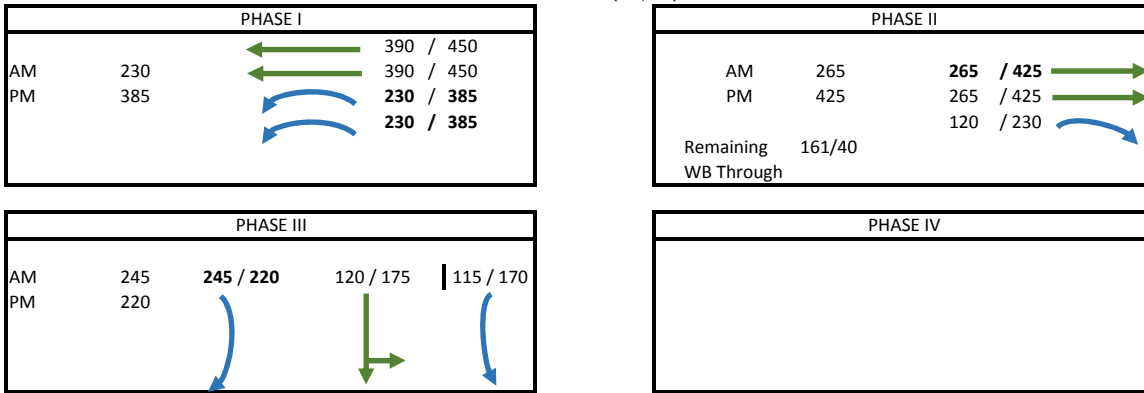 PHASE I
390 / 450
AM 230 390 / 450
PM 385 230 / 385
230 / 385
PHASE II
AM 265 265 / 425
PM 425 265 / 425
120 / 230
Remaining 161/40
WB Through
PHASE III
AM 245 245 / 220 120 / 175 115 / 170
PM 220
PHASE IV